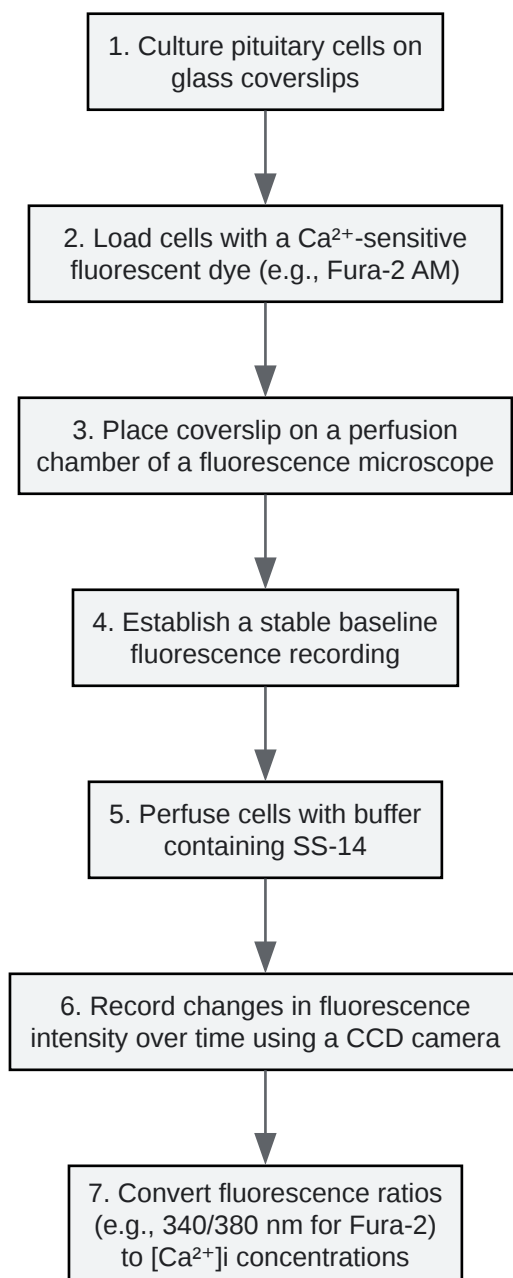 1. Culture pituitary cells on
glass coverslips
2. Load cells with a Ca²⁺-sensitive
fluorescent dye (e.g., Fura-2 AM)
3. Place coverslip on a perfusion
chamber of a fluorescence microscope
4. Establish a stable baseline
fluorescence recording
5. Perfuse cells with buffer
containing SS-14
6. Record changes in fluorescence
intensity over time using a CCD camera
7. Convert fluorescence ratios
(e.g., 340/380 nm for Fura-2)
to [Ca²⁺]i concentrations